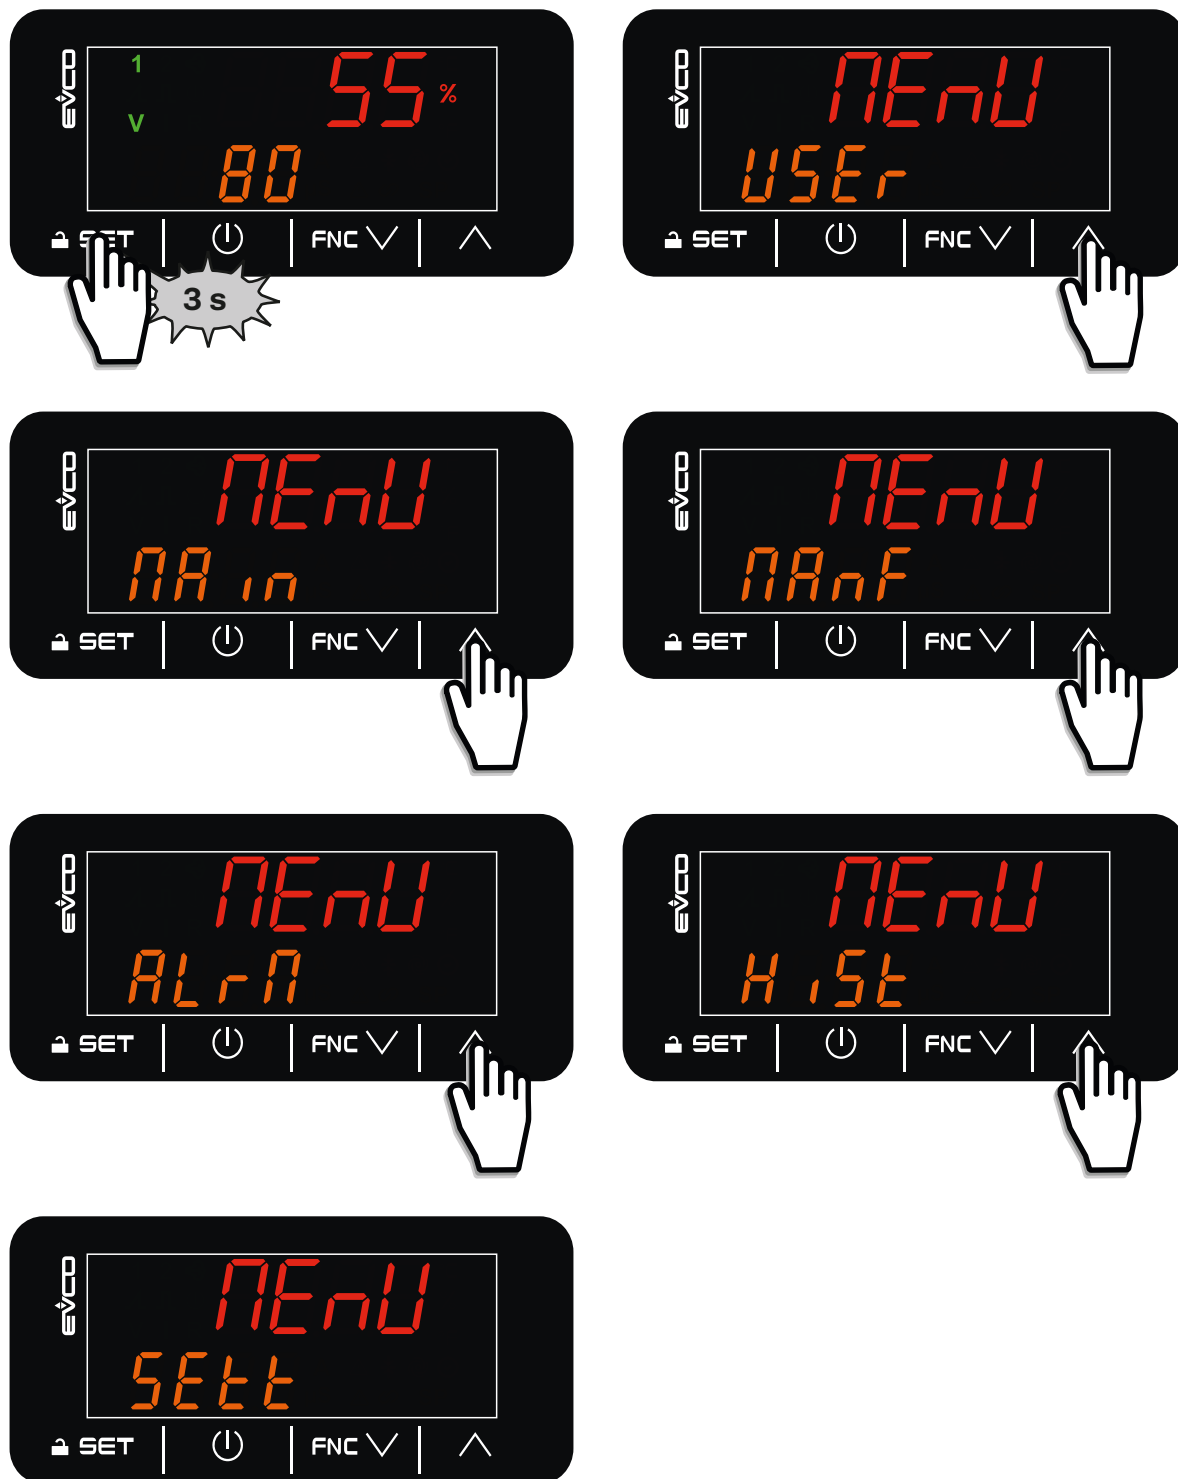 EVCO
1
55 %
V
80
SET
FNC
3 s
EVCO
MEnU
USEr
SET
FNC
EVCO
MEnU
MAin
SET
FNC
EVCO
MEnU
MAnF
SET
FNC
EVCO
MEnU
ALrM
SET
FNC
EVCO
MEnU
HiSt
SET
FNC
EVCO
MEnU
SEtt
SET
FNC